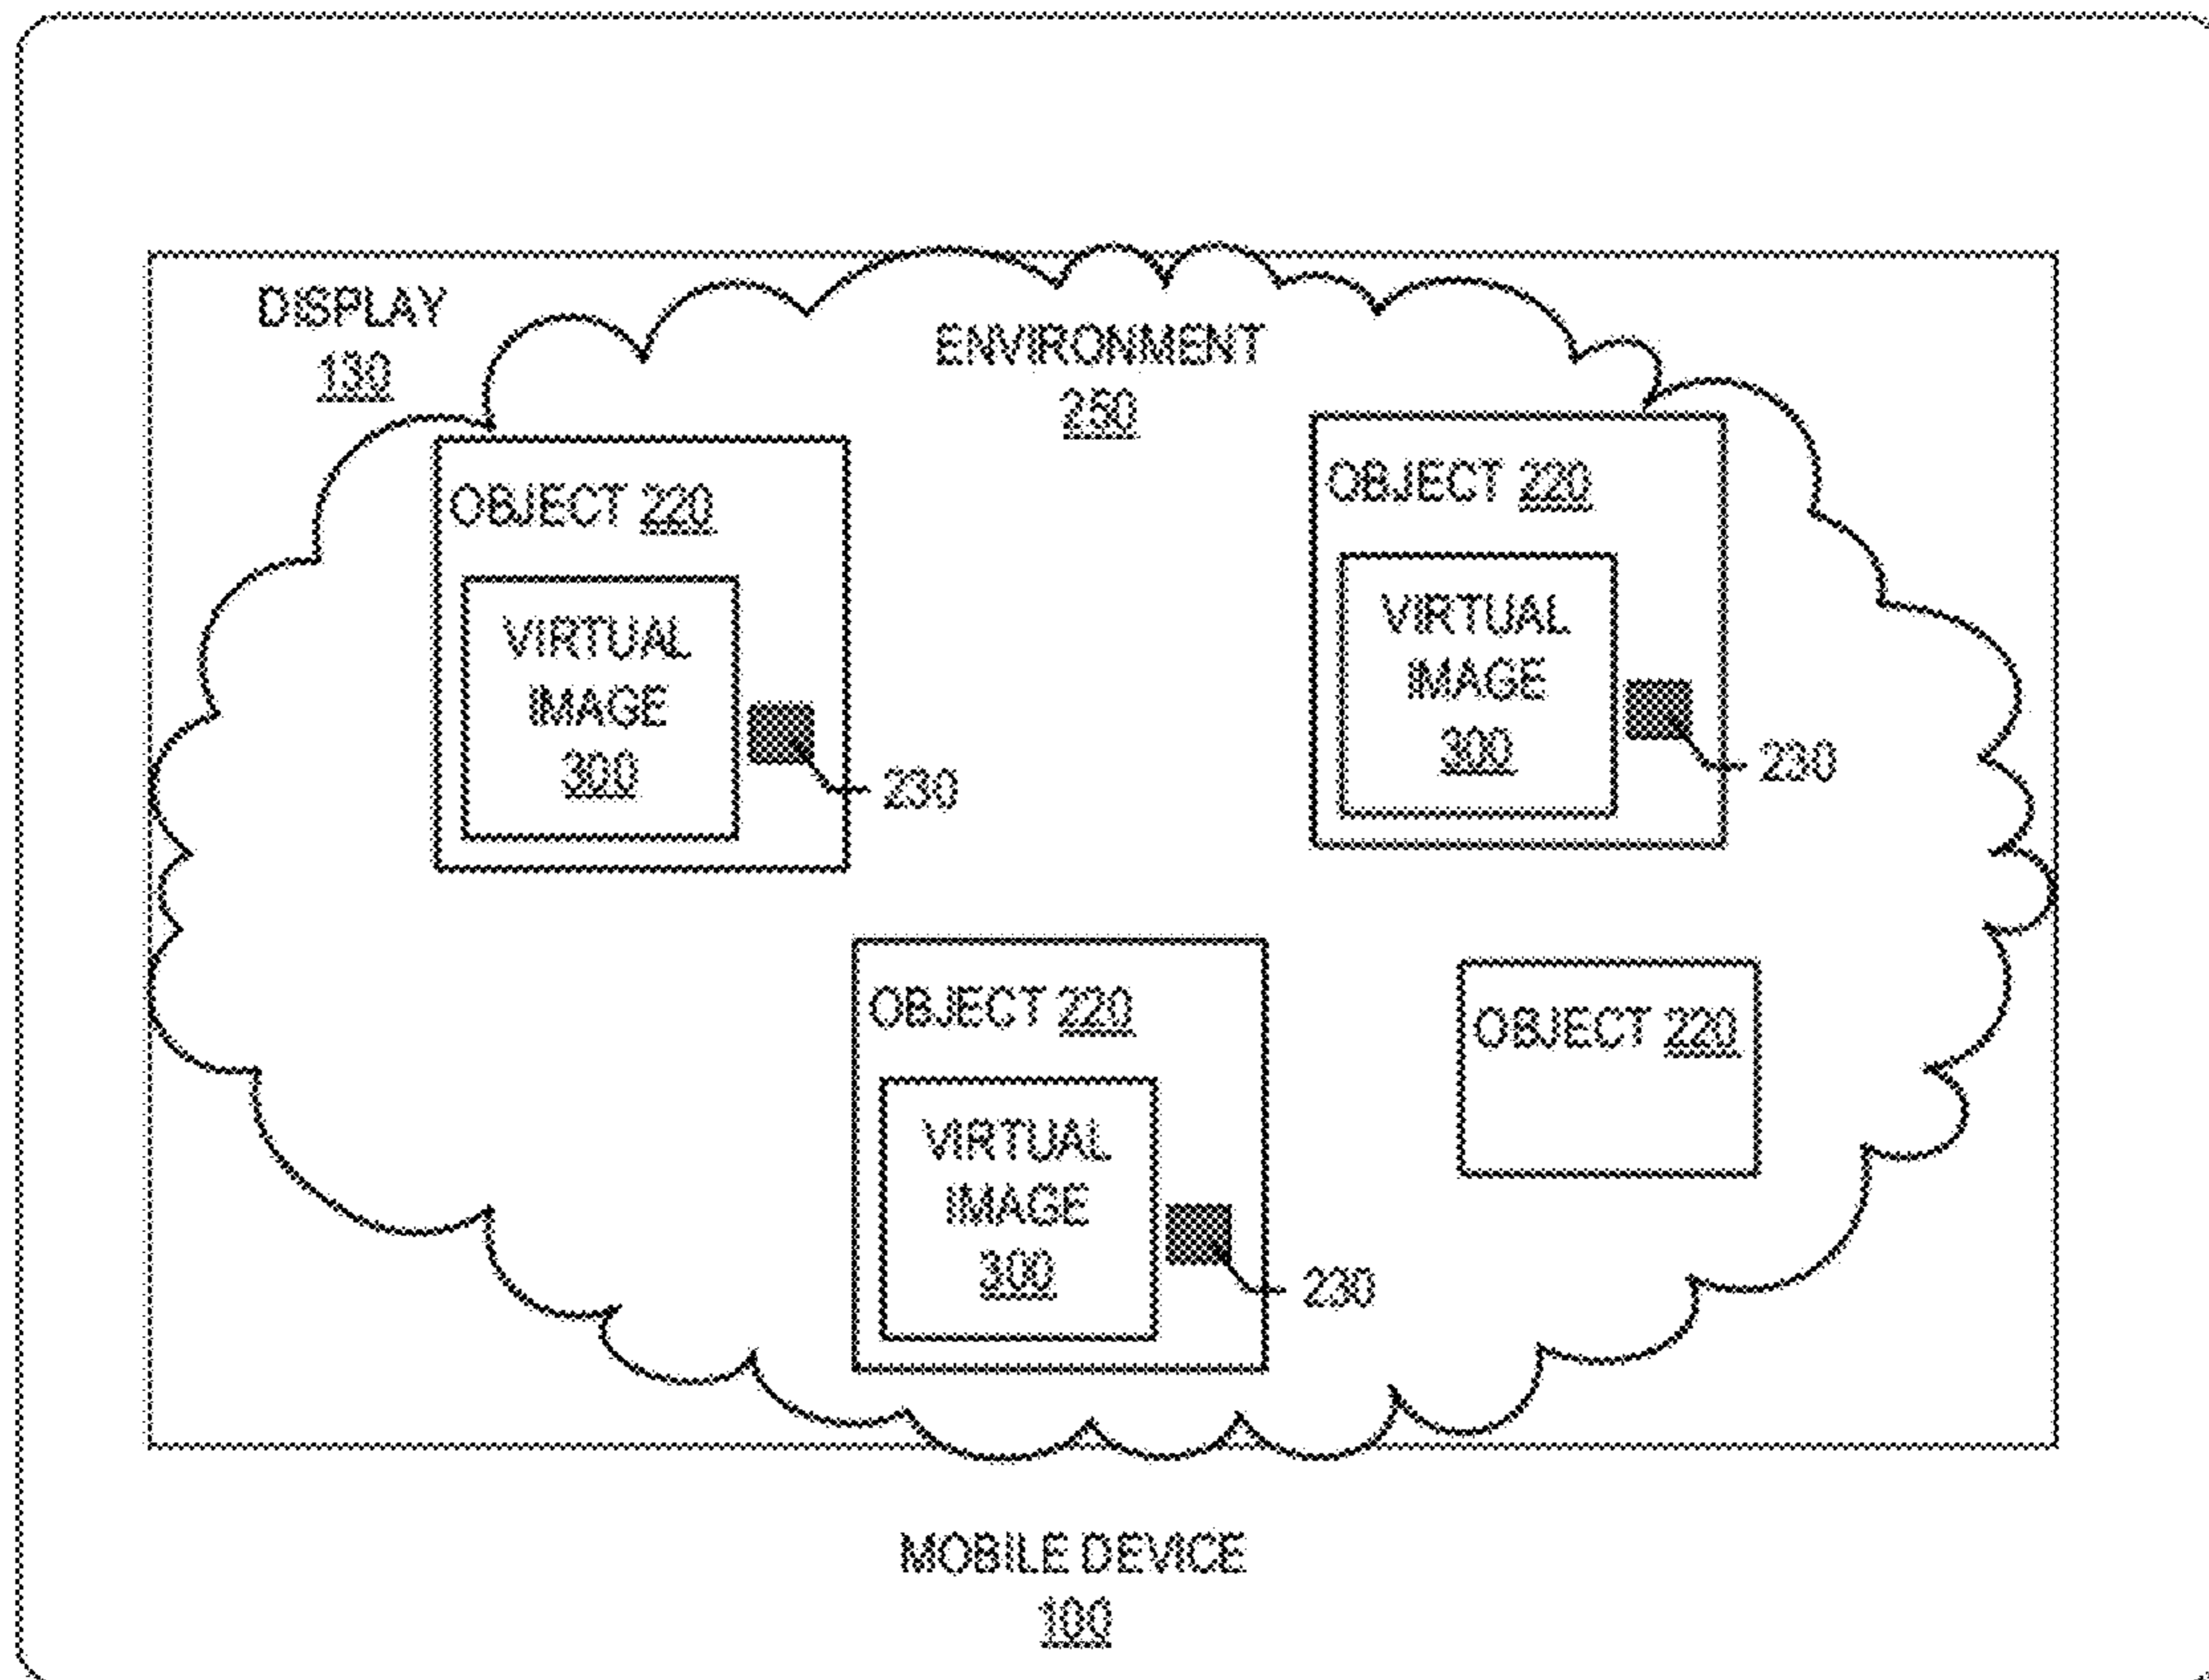 DISPLAY
130
ENVIRONMENT
250
OBJECT 220
VIRTUAL
IMAGE
300
230
OBJECT 220
VIRTUAL
IMAGE
300
230
OBJECT 220
VIRTUAL
IMAGE
300
230
OBJECT 220
MOBILE DEVICE
100